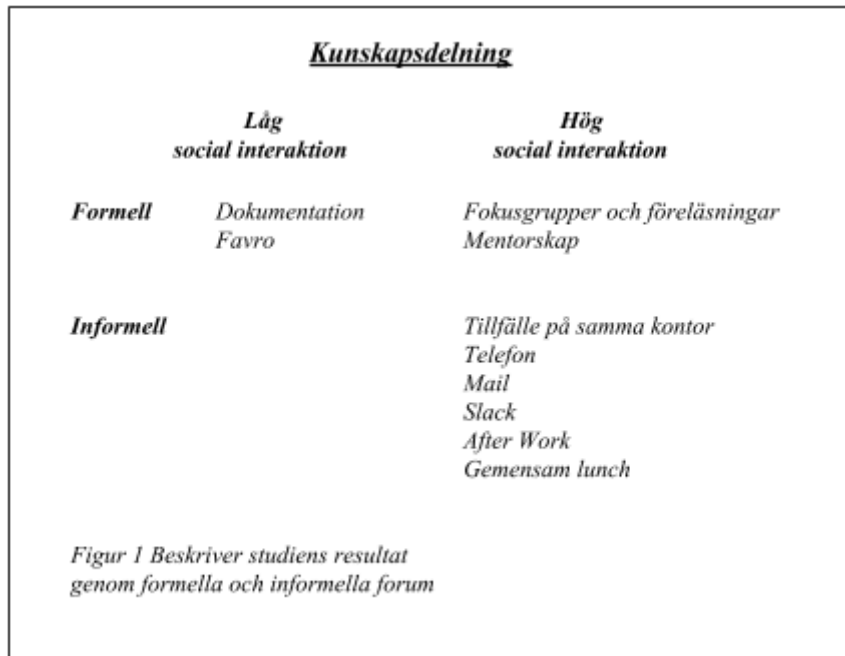 Kunskapsdelning
Låg Hög
social interaktion social interaktion
Formell Dokumentation Fokusgrupper och föreläsningar
Favro Mentorskap
Informell Tillfälle på samma kontor
Telefon
Mail
Slack
After Work
Gemensam lunch
Figur 1 Beskriver studiens resultat
genom formella och informella forum